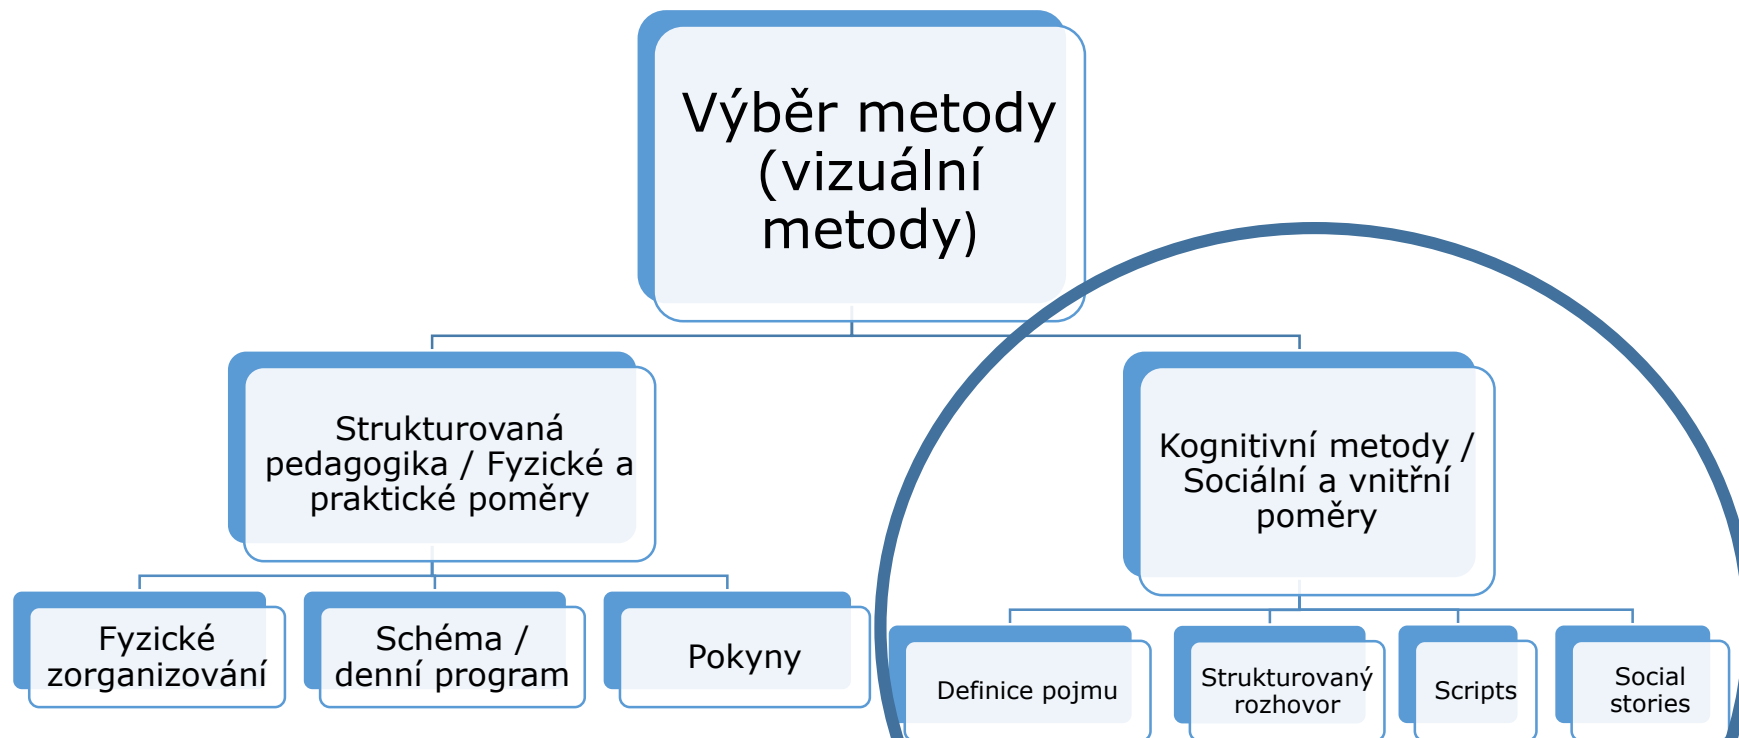 Výběr metody
(vizuální
metody)
Strukturovaná
pedagogika / Fyzické a
praktické poměry
Kognitivní metody /
Sociální a vnitřní
poměry
Fyzické
zorganizování
Schéma /
denní program
Pokyny
Definice pojmu
Strukturovaný
rozhovor
Scripts
Social
stories